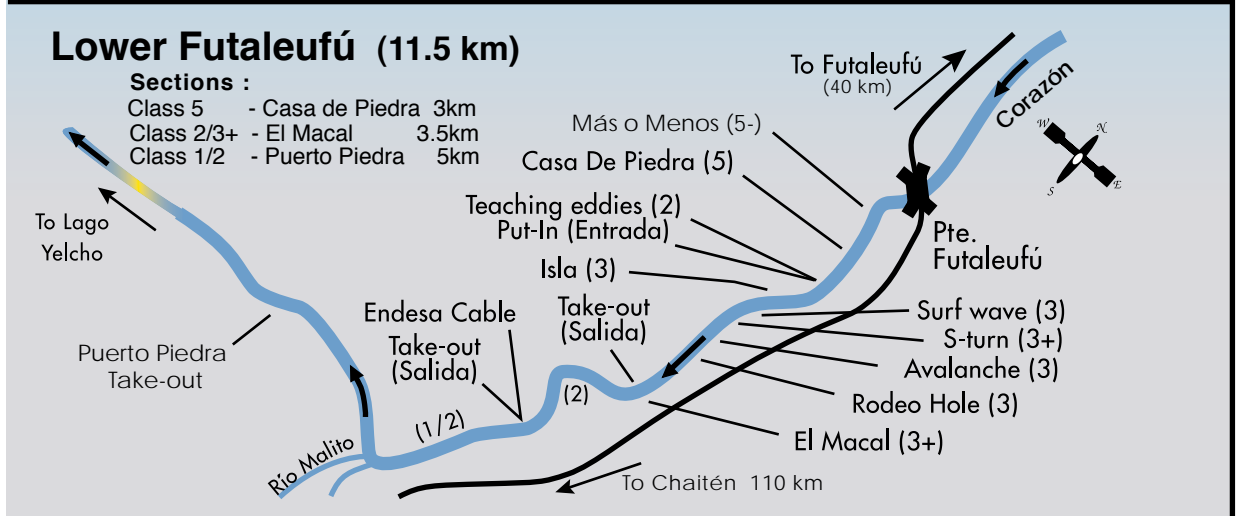 Lower Futaleufú (11.5 km)
Sections :
Class 5 - Casa de Piedra 3km
Class 2/3+ - El Macal 3.5km
Class 1/2 - Puerto Piedra 5km
To Futaleufú
(40 km)
Corazón
W
N
S
E
Más o Menos (5-)
Casa De Piedra (5)
Teaching eddies (2)
Put-In (Entrada)
Pte.
Futaleufú
Isla (3)
To Lago
Yelcho
Endesa Cable
Take-out
(Salida)
Take-out
(Salida)
Surf wave (3)
S-turn (3+)
Avalanche (3)
Rodeo Hole (3)
El Macal (3+)
Puerto Piedra
Take-out
(2)
(1/2)
Río Malito
To Chaitén 110 km